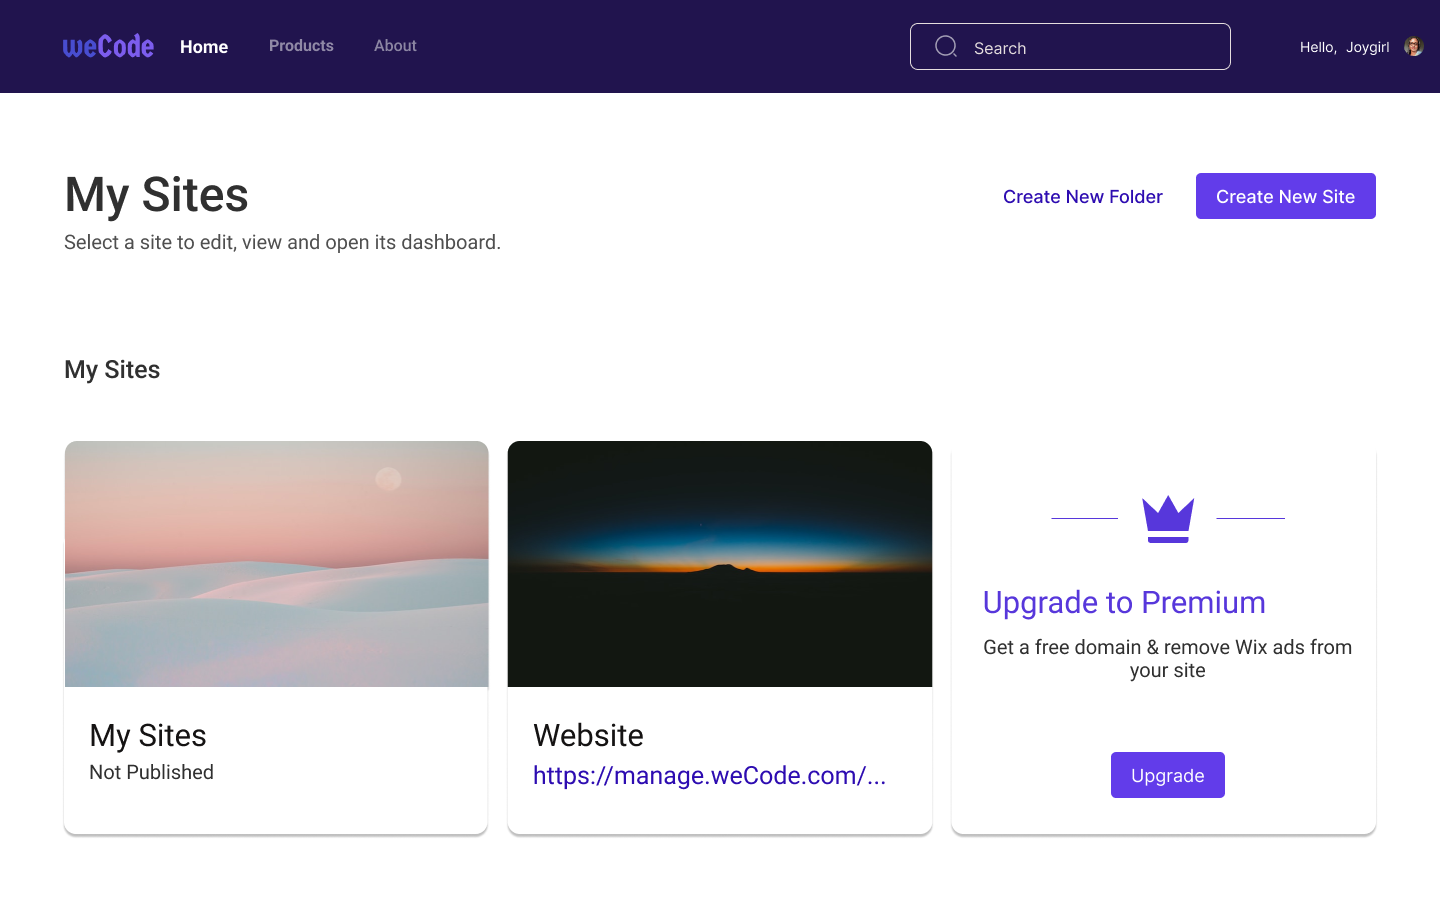 weCode Home Products About Search Hello, Joygirl
My Sites
Create New Folder Create New Site
Select a site to edit, view and open its dashboard.
My Sites
My Sites
Not Published
Website
https://manage.weCode.com/...
Upgrade to Premium
Get a free domain & remove Wix ads from
your site
Upgrade